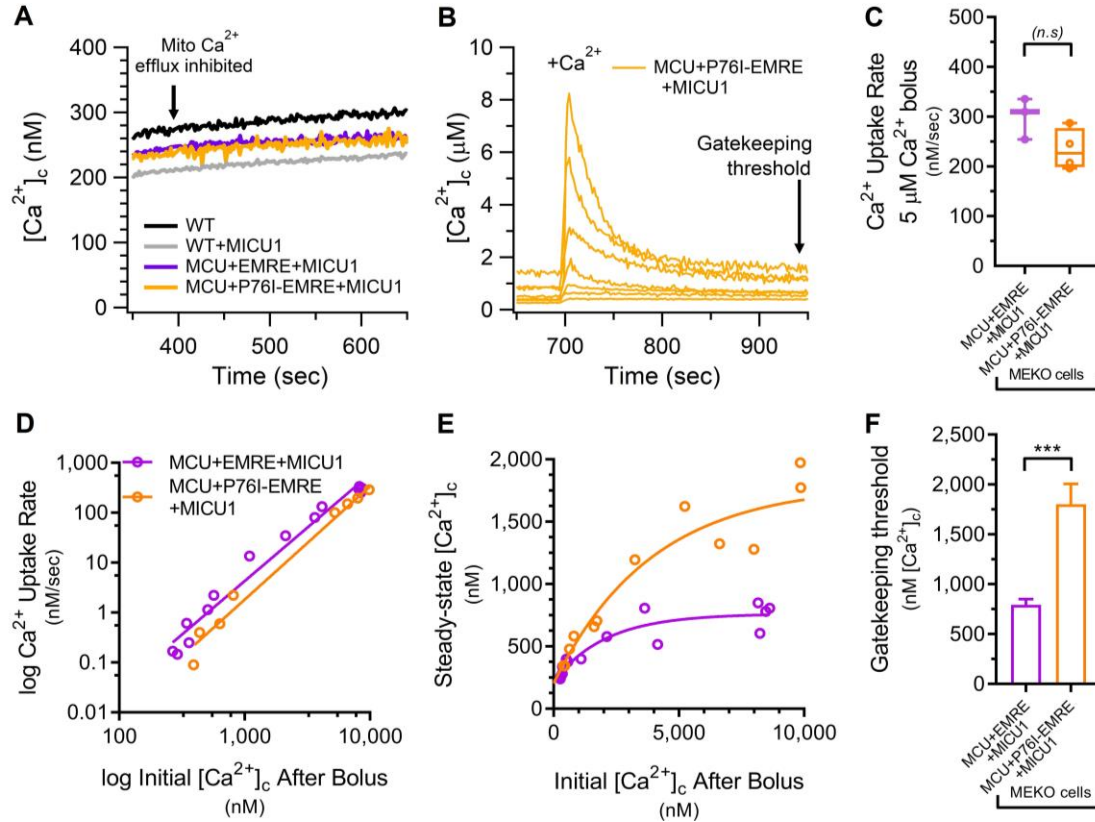 A
400
300
200
100
0
[Ca²⁺]c (nM)
Mito Ca²⁺
efflux inhibited
WT
WT+MICU1
MCU+EMRE+MICU1
MCU+P76I-EMRE+MICU1
400
500
600
Time (sec)
B
10
8
6
4
2
0
[Ca²⁺]c (µM)
+Ca²⁺
MCU+P76I-EMRE
+MICU1
Gatekeeping
threshold
700
800
900
Time (sec)
C
500
400
300
200
100
0
Ca²⁺ Uptake Rate
5 µM Ca²⁺ bolus
(nM/sec)
(n.s)
MCU+EMRE
+MICU1
MCU+P76I-EMRE
+MICU1
MEKO cells
D
1,000
100
10
1
0.1
0.01
log Ca²⁺ Uptake Rate
(nM/sec)
MCU+EMRE+MICU1
MCU+P76I-EMRE
+MICU1
100
1,000
10,000
log Initial [Ca²⁺]c After Bolus
(nM)
E
2,000
1,500
1,000
500
0
Steady-state [Ca²⁺]c
(nM)
0
5,000
10,000
Initial [Ca²⁺]c After Bolus
(nM)
F
2,500
2,000
1,500
1,000
500
0
Gatekeeping threshold
(nM [Ca²⁺]c)
***
MCU+EMRE
+MICU1
MCU+P76I-EMRE
+MICU1
MEKO cells